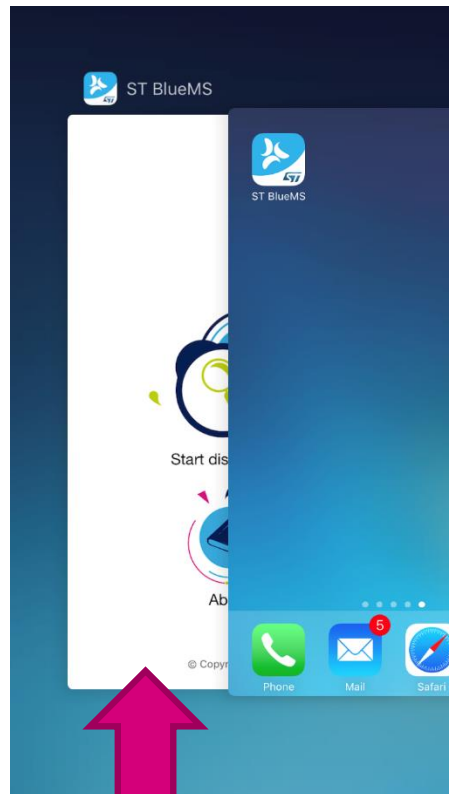 ST BlueMS
ST BlueMS
Start dis
Ab
© Copyr
5
Phone Mail Safari